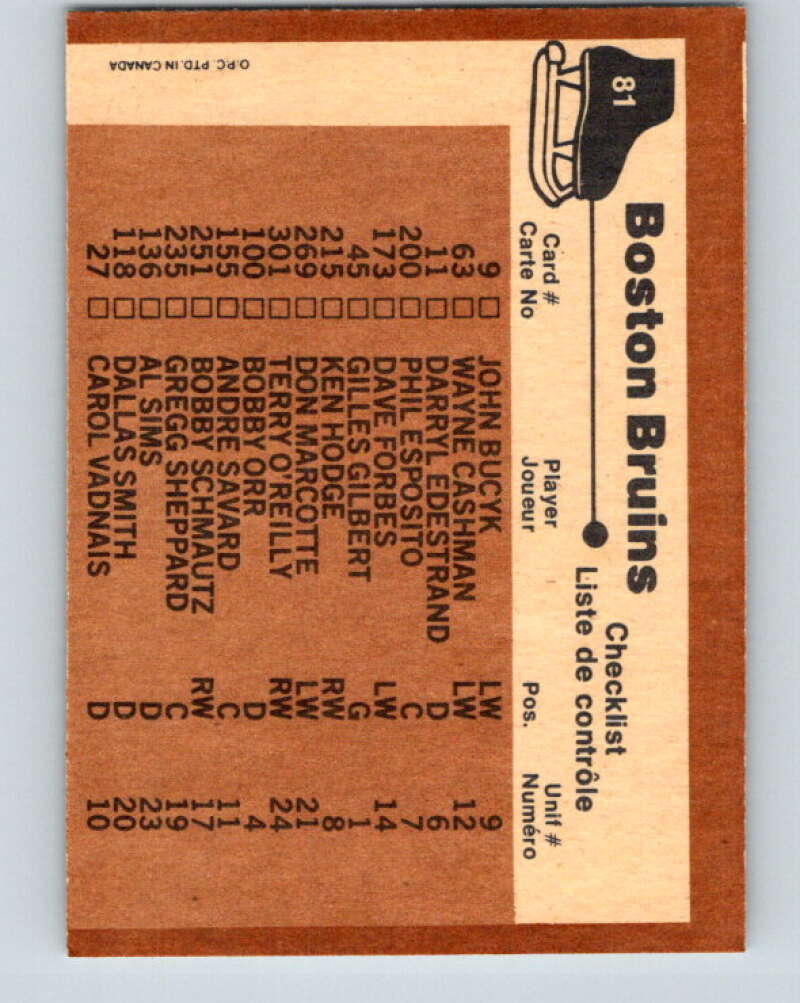 81
Boston Bruins
Checklist
Liste de contrôle
Card # Player Pos. Unif #
Carte No Joueur Numéro
9 □ JOHN BUCYK LW 9
63 □ WAYNE CASHMAN LW 12
11 □ DARRYL EDESTRAND D 6
200 □ PHIL ESPOSITO C 7
173 □ DAVE FORBES LW 14
45 □ GILLES GILBERT G 1
215 □ KEN HODGE RW 8
269 □ DON MARCOTTE LW 21
301 □ TERRY O'REILLY RW 24
100 □ BOBBY ORR D 4
155 □ ANDRE SAVARD C 11
251 □ BOBBY SCHMAUTZ RW 17
235 □ GREGG SHEPPARD C 19
136 □ AL SIMS D 23
118 □ DALLAS SMITH D 20
27 □ CAROL VADNAIS D 10
O.P.C. PTD. IN CANADA